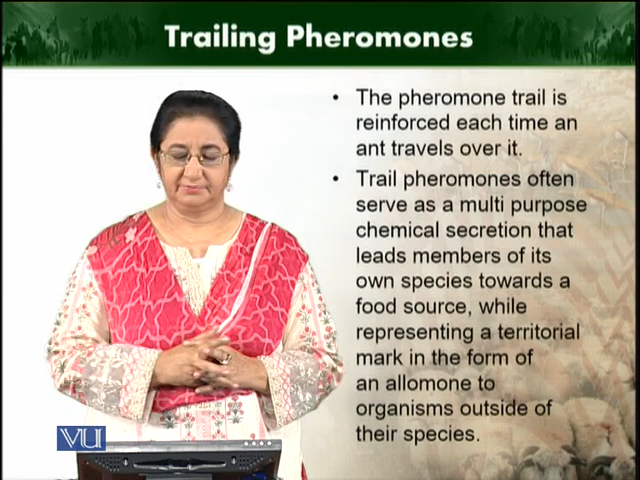 Trailing Pheromones
• The pheromone trail is
reinforced each time an
ant travels over it.
• Trail pheromones often
serve as a multi purpose
chemical secretion that
leads members of its
own species towards a
food source, while
representing a territorial
mark in the form of
an allomone to
organisms outside of
their species.
VU